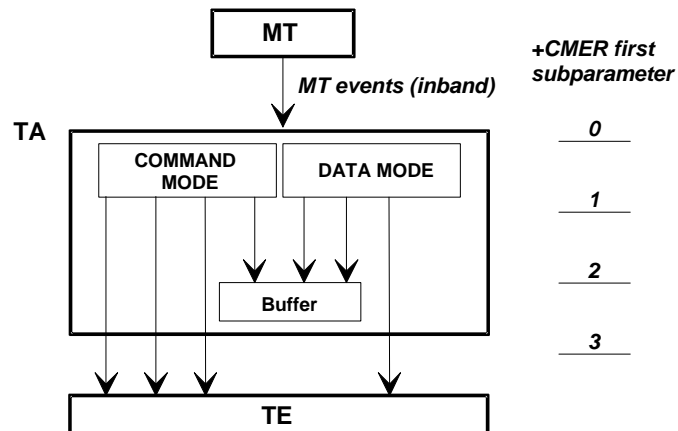 MT
+CMER first
subparameter
MT events (inband)
TA
0
COMMAND
MODE
DATA MODE
1
2
Buffer
3
TE